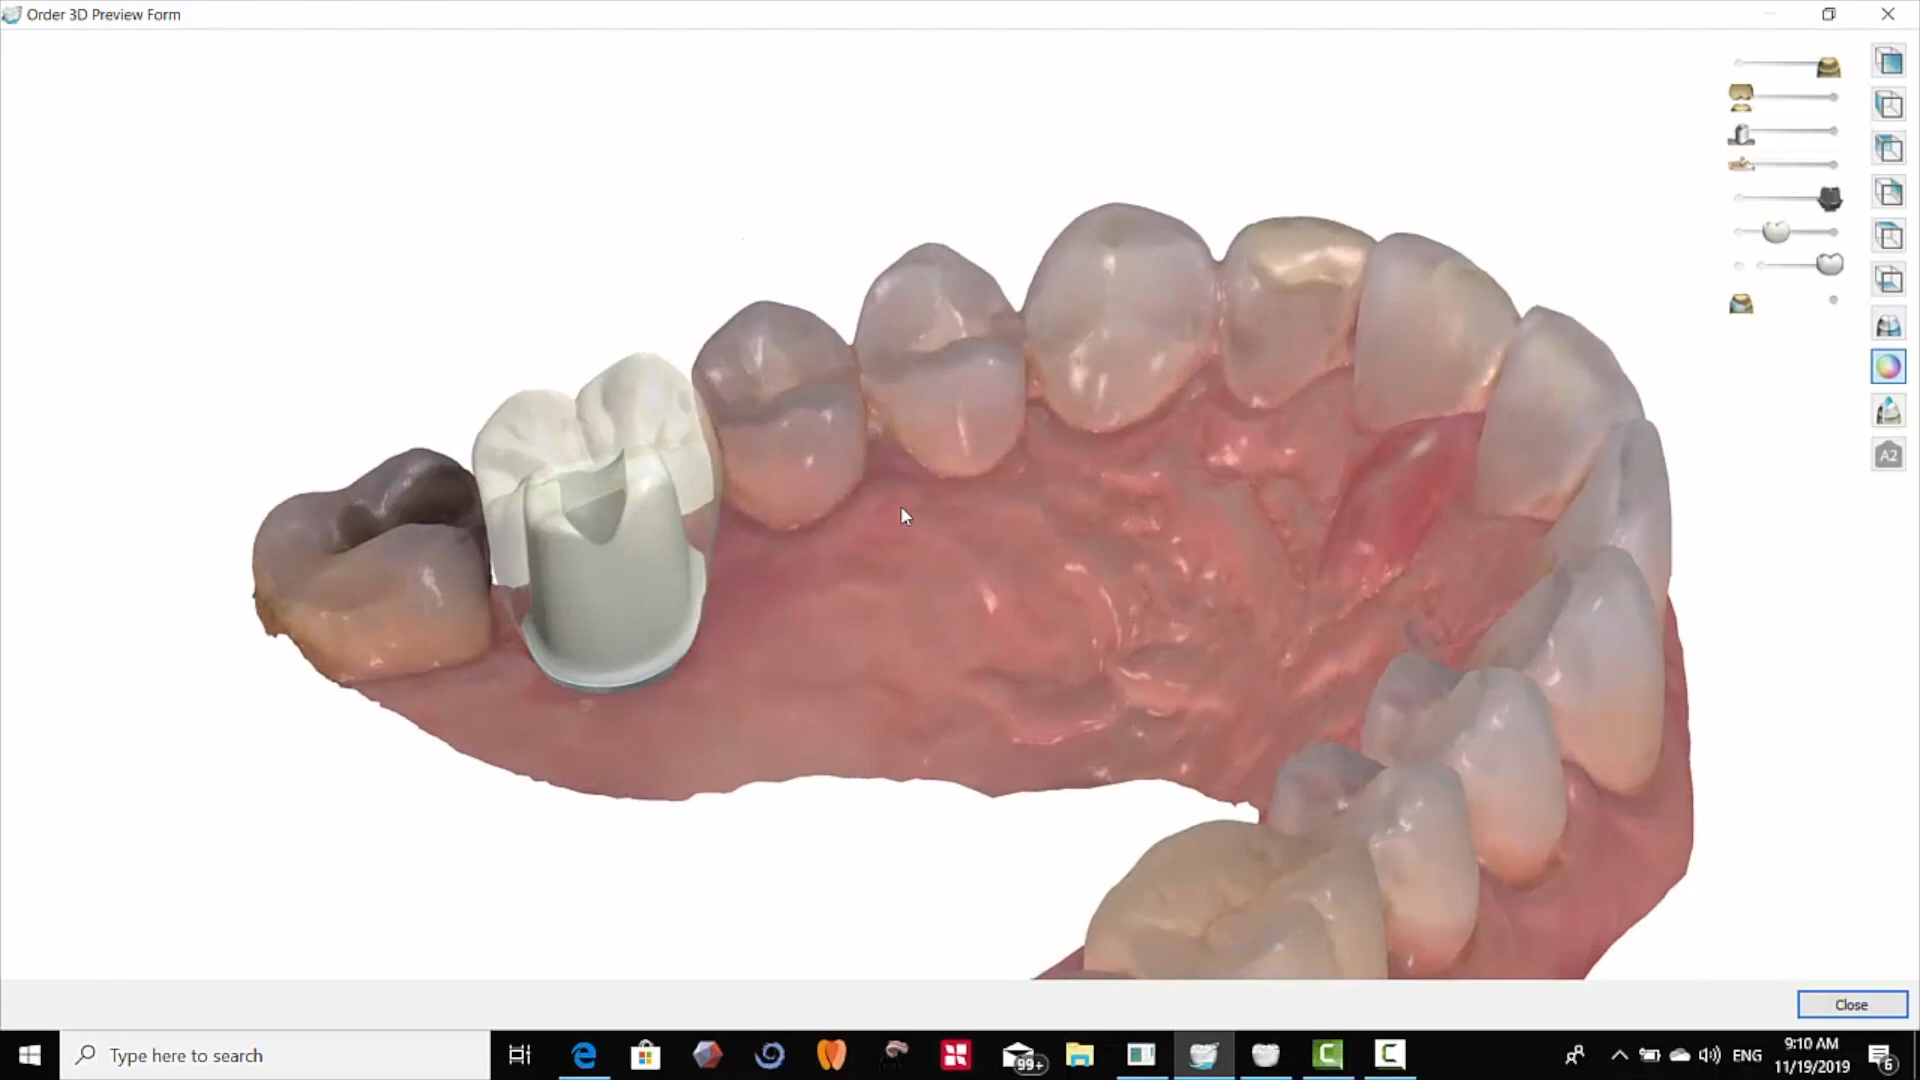 Order 3D Preview Form
A2
Close
Type here to search
99+
ENG
9:10 AM
11/19/2019
6